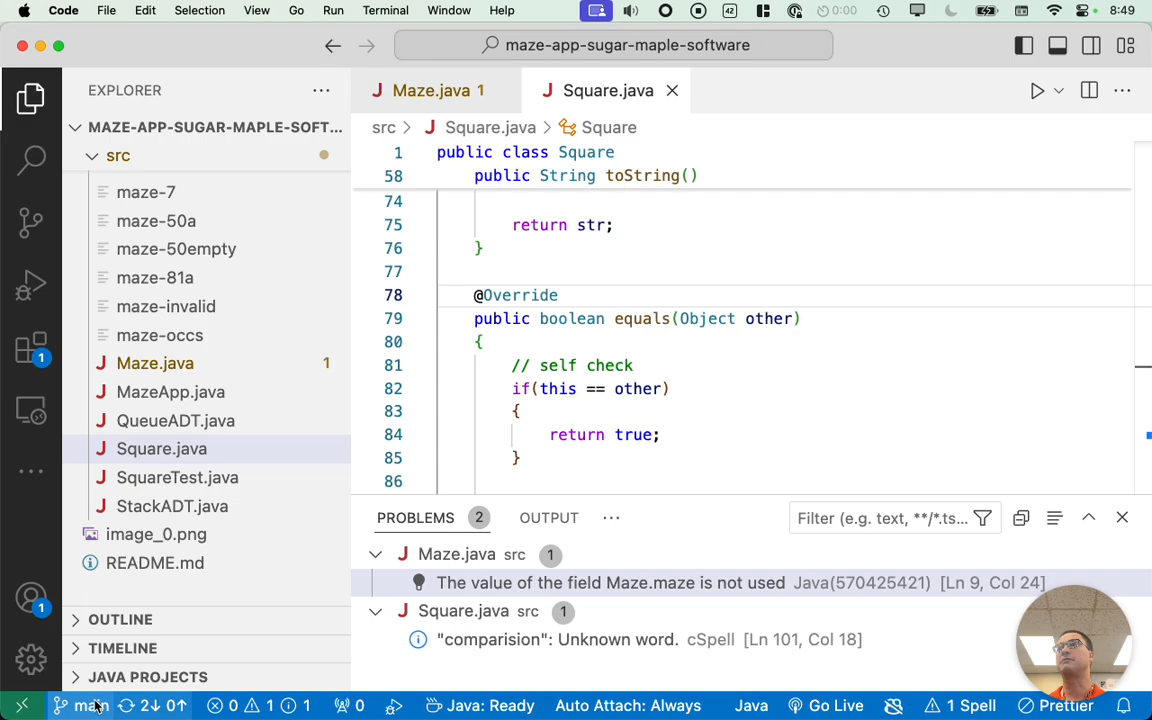 Code File Edit Selection View Go Run Terminal Window Help 42 0:00 8:49
maze-app-sugar-maple-software
EXPLORER
MAZE-APP-SUGAR-MAPLE-SOFT...
src
maze-7
maze-50a
maze-50empty
maze-81a
maze-invalid
maze-occs
J Maze.java 1
J MazeApp.java
J QueueADT.java
J Square.java
J SquareTest.java
J StackADT.java
image_0.png
README.md
OUTLINE
TIMELINE
JAVA PROJECTS
1
1
J Maze.java 1
J Square.java
src > J Square.java > Square
1 public class Square
58 public String toString()
74
75 return str;
76 }
77
78 @Override
79 public boolean equals(Object other)
80 {
81 // self check
82 if(this == other)
83 {
84 return true;
85 }
86
PROBLEMS 2 OUTPUT
Filter (e.g. text, **/*.ts...
J Maze.java src 1
The value of the field Maze.maze is not used Java(570425421) [Ln 9, Col 24]
J Square.java src 1
"comparision": Unknown word. cSpell [Ln 101, Col 18]
main 2↓ 0↑ 0 1 1 0 Java: Ready Auto Attach: Always Java Go Live 1 Spell Prettier